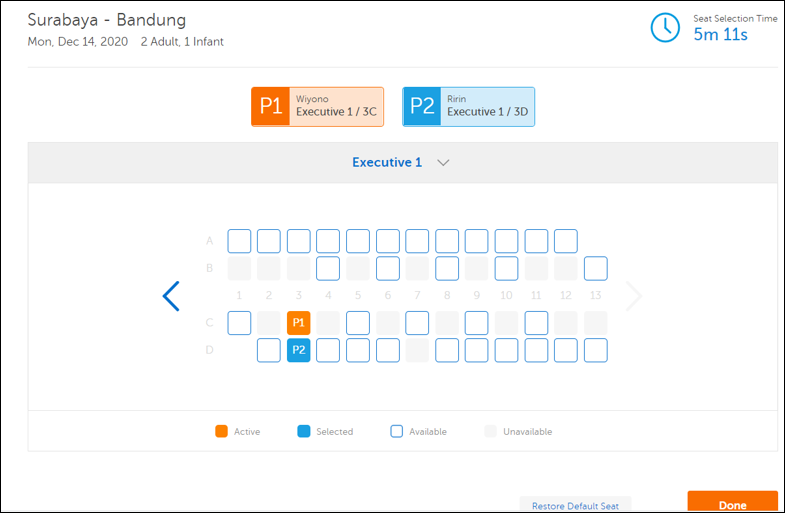 Surabaya - Bandung
Mon, Dec 14, 2020 2 Adult, 1 Infant
Seat Selection Time
5m 11s
P1
Wiyono
Executive 1 / 3C
P2
Ririn
Executive 1 / 3D
Executive 1
A
B
1 2 3 4 5 6 7 8 9 10 11 12 13
C P1
D P2
Active Selected Available Unavailable
Restore Default Seat
Done